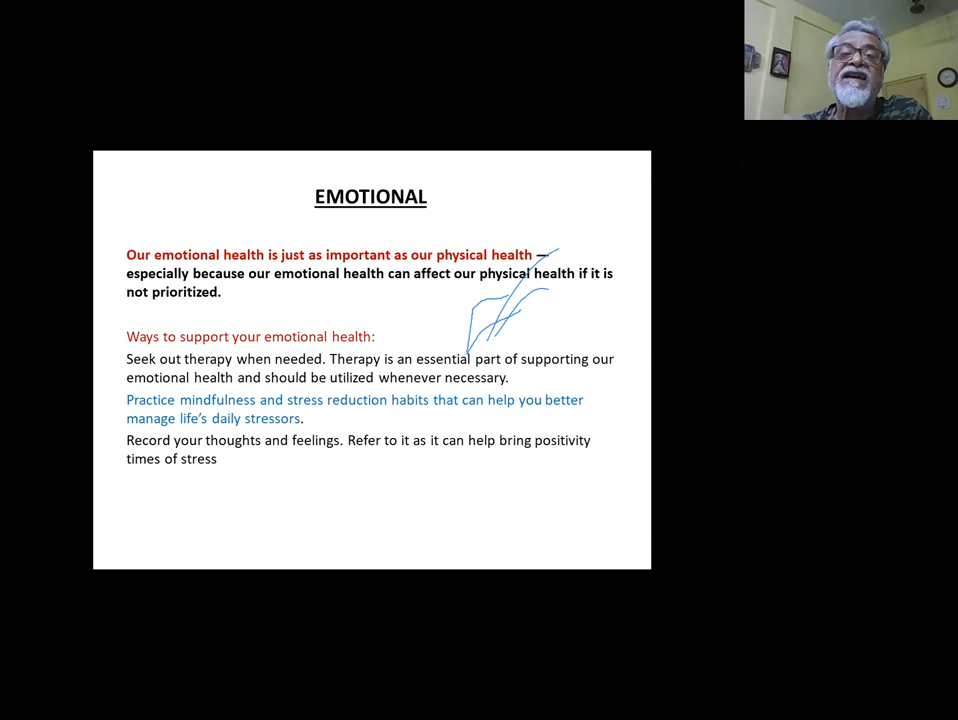 EMOTIONAL
Our emotional health is just as important as our physical health —
especially because our emotional health can affect our physical health if it is
not prioritized.
Ways to support your emotional health:
Seek out therapy when needed. Therapy is an essential part of supporting our
emotional health and should be utilized whenever necessary.
Practice mindfulness and stress reduction habits that can help you better
manage life’s daily stressors.
Record your thoughts and feelings. Refer to it as it can help bring positivity
times of stress